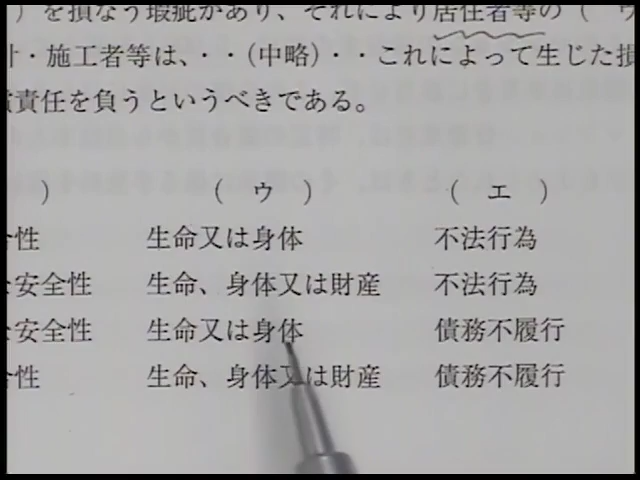 ）を損なう瑕疵があり、それにより居住者等の（ウ
計・施工者等は、・・（中略）・・これによって生じた損
償責任を負うというべきである。
） （ウ） （エ）
全性 生命又は身体 不法行為
安全性 生命、身体又は財産 不法行為
安全性 生命又は身体 債務不履行
全性 生命、身体又は財産 債務不履行